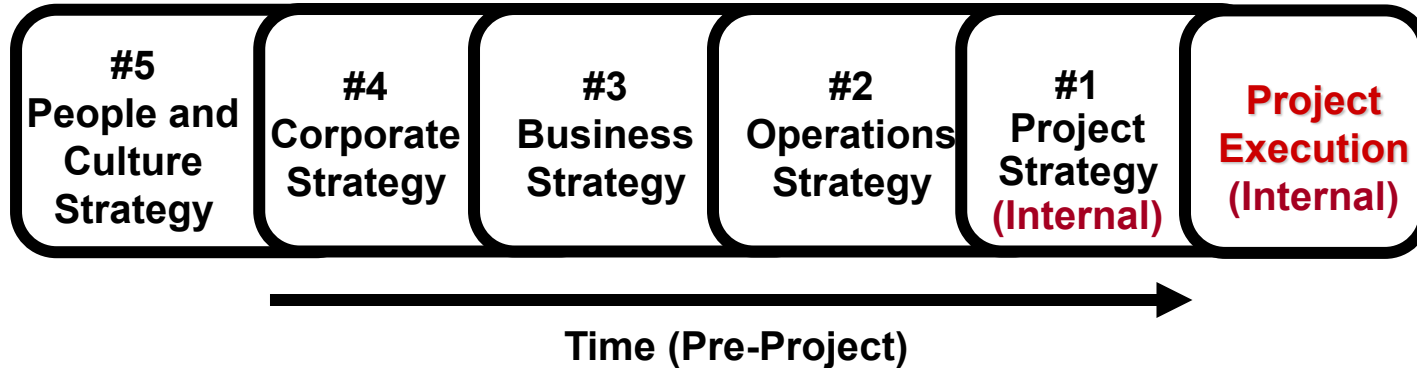 #5
People and
Culture
Strategy
#4
Corporate
Strategy
#3
Business
Strategy
#2
Operations
Strategy
#1
Project
Strategy
(Internal)
Project
Execution
(Internal)
Time (Pre-Project)